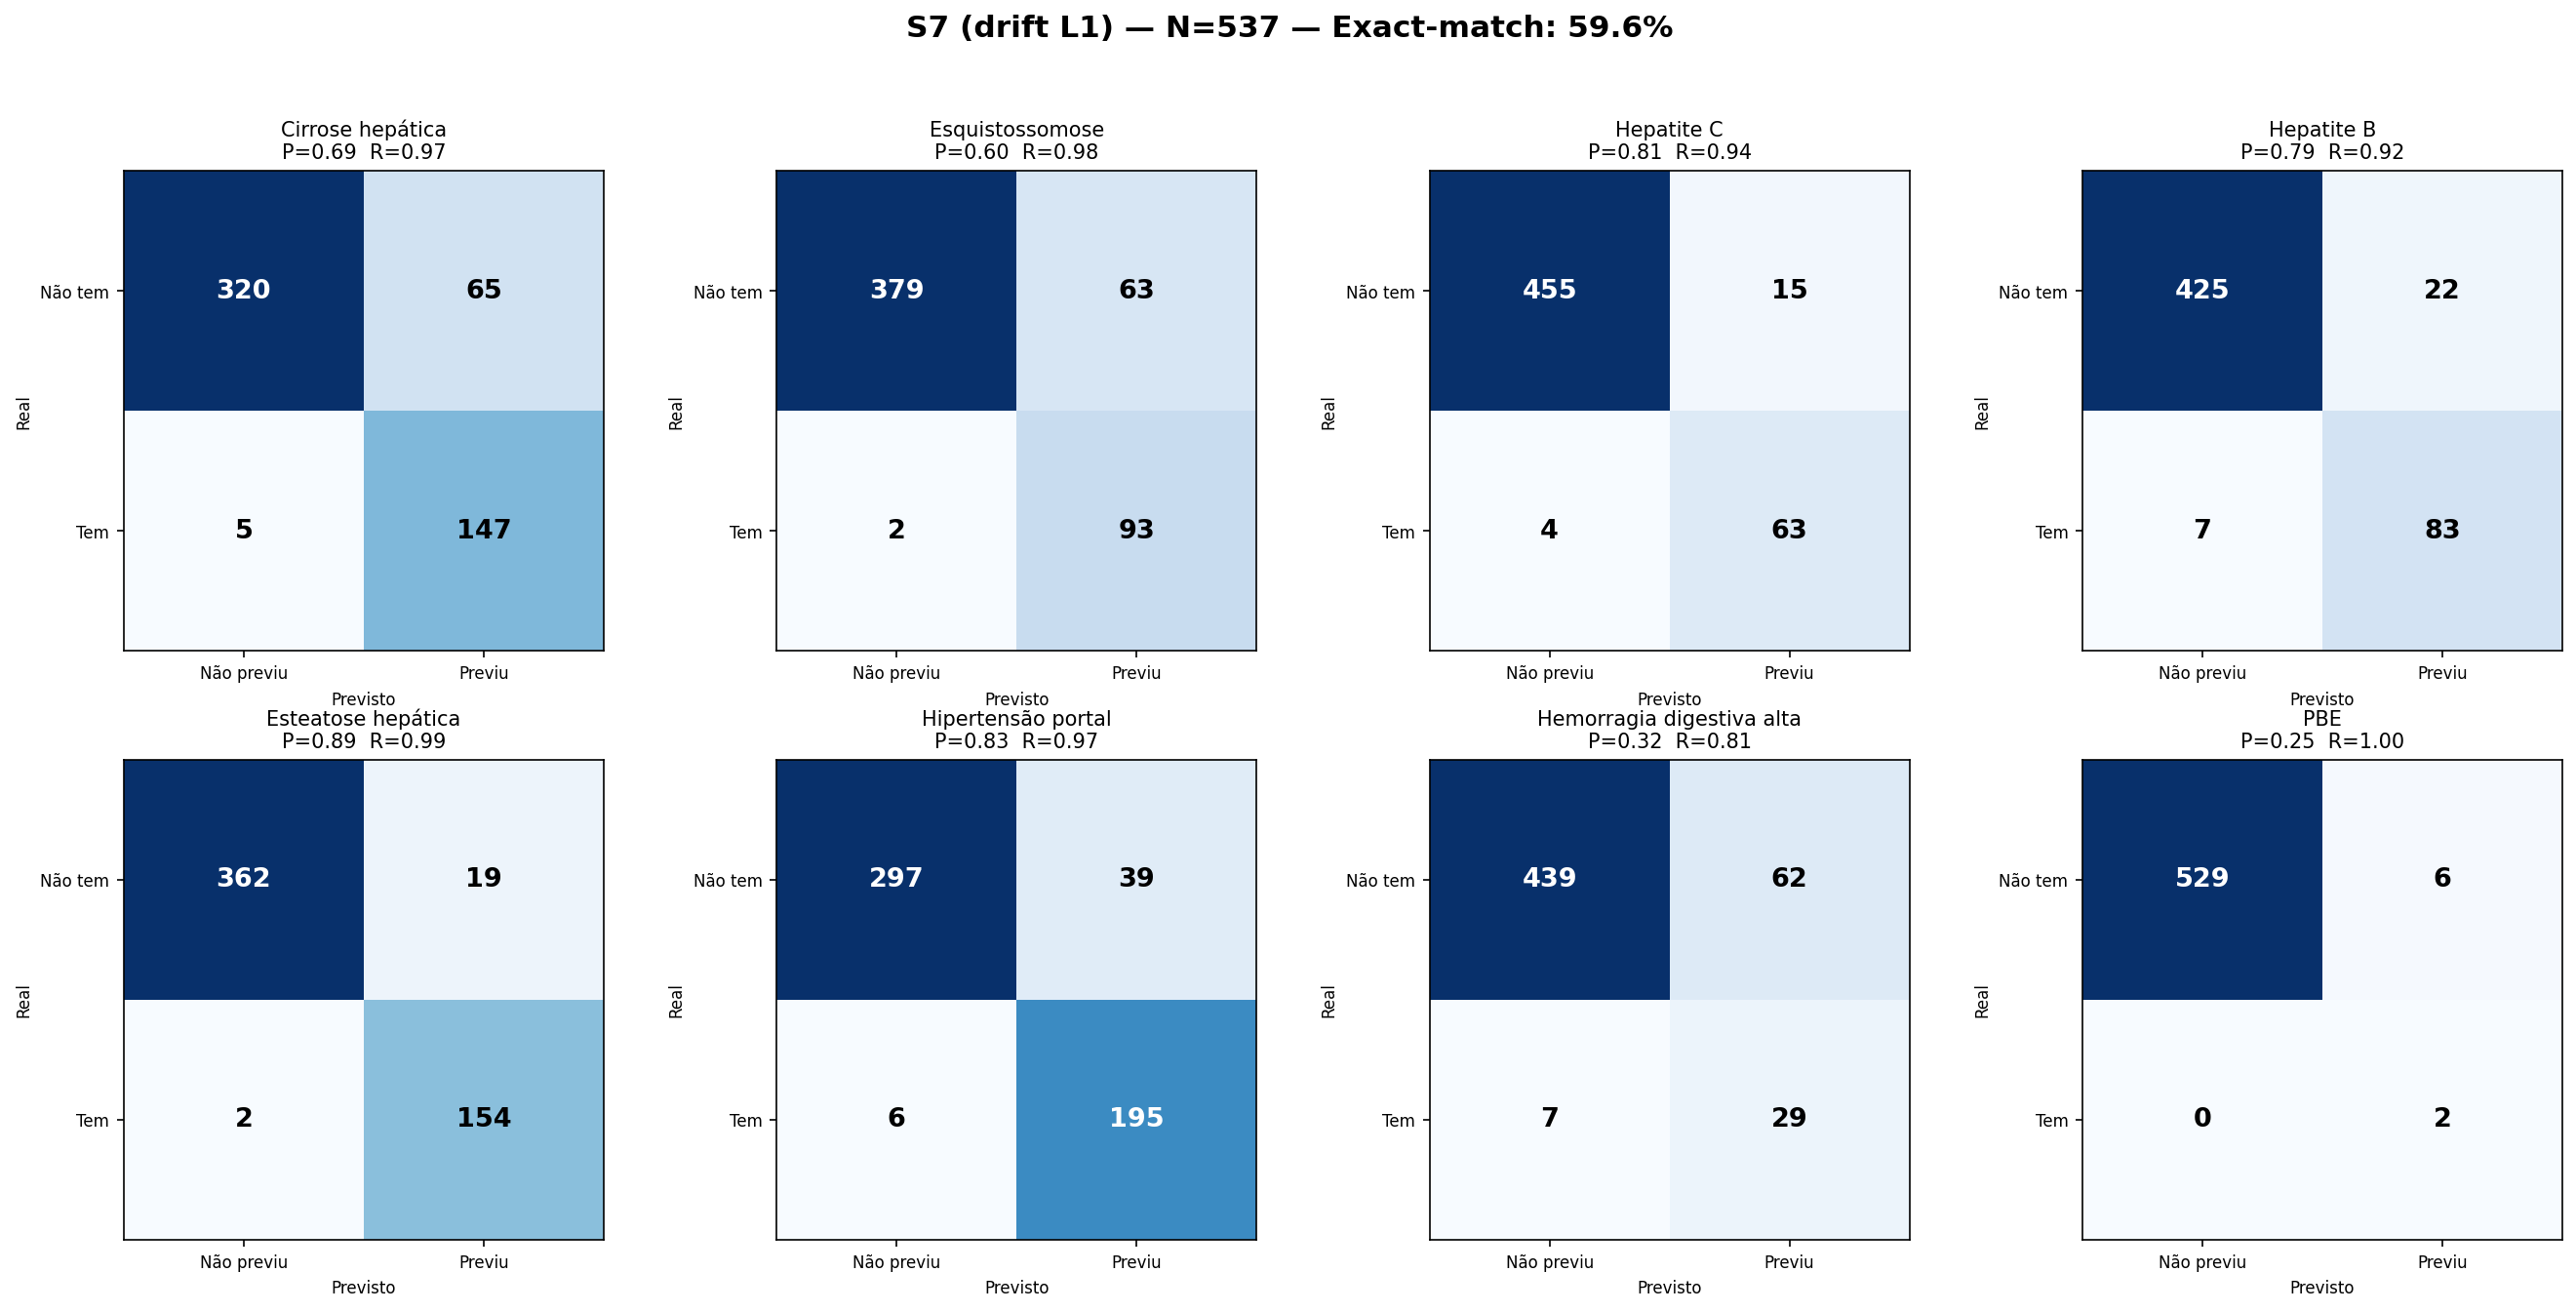 S7 (drift L1) — N=537 — Exact-match: 59.6%
Cirrose hepática
P=0.69  R=0.97
Real
Não tem
320
65
Tem
5
147
Não previu
Previu
Previsto
Esquistossomose
P=0.60  R=0.98
Real
Não tem
379
63
Tem
2
93
Não previu
Previu
Previsto
Hepatite C
P=0.81  R=0.94
Real
Não tem
455
15
Tem
4
63
Não previu
Previu
Previsto
Hepatite B
P=0.79  R=0.92
Real
Não tem
425
22
Tem
7
83
Não previu
Previu
Previsto
Esteatose hepática
P=0.89  R=0.99
Real
Não tem
362
19
Tem
2
154
Não previu
Previu
Previsto
Hipertensão portal
P=0.83  R=0.97
Real
Não tem
297
39
Tem
6
195
Não previu
Previu
Previsto
Hemorragia digestiva alta
P=0.32  R=0.81
Real
Não tem
439
62
Tem
7
29
Não previu
Previu
Previsto
PBE
P=0.25  R=1.00
Real
Não tem
529
6
Tem
0
2
Não previu
Previu
Previsto